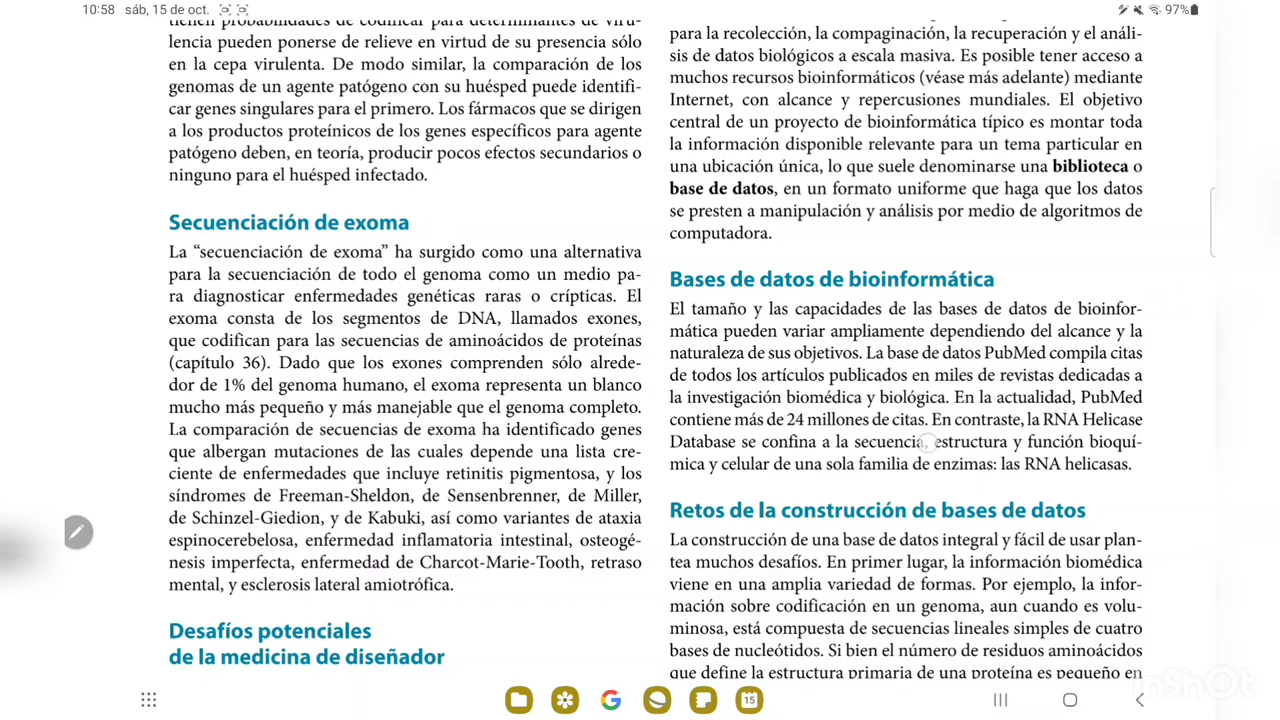 10:58 sáb, 15 de oct.
97%
tienen probabilidades de codificar para determinantes de viru-
lencia pueden ponerse de relieve en virtud de su presencia sólo
en la cepa virulenta. De modo similar, la comparación de los
genomas de un agente patógeno con su huésped puede identifi-
car genes singulares para el primero. Los fármacos que se dirigen
a los productos proteínicos de los genes específicos para agente
patógeno deben, en teoría, producir pocos efectos secundarios o
ninguno para el huésped infectado.
Secuenciación de exoma
La “secuenciación de exoma” ha surgido como una alternativa
para la secuenciación de todo el genoma como un medio pa-
ra diagnosticar enfermedades genéticas raras o crípticas. El
exoma consta de los segmentos de DNA, llamados exones,
que codifican para las secuencias de aminoácidos de proteínas
(capítulo 36). Dado que los exones comprenden sólo alrede-
dor de 1% del genoma humano, el exoma representa un blanco
mucho más pequeño y más manejable que el genoma completo.
La comparación de secuencias de exoma ha identificado genes
que albergan mutaciones de las cuales depende una lista cre-
ciente de enfermedades que incluye retinitis pigmentosa, y los
síndromes de Freeman-Sheldon, de Sensenbrenner, de Miller,
de Schinzel-Giedion, y de Kabuki, así como variantes de ataxia
espinocerebelosa, enfermedad inflamatoria intestinal, osteogé-
nesis imperfecta, enfermedad de Charcot-Marie-Tooth, retraso
mental, y esclerosis lateral amiotrófica.
Desafíos potenciales
de la medicina de diseñador
para la recolección, la compaginación, la recuperación y el análi-
sis de datos biológicos a escala masiva. Es posible tener acceso a
muchos recursos bioinformáticos (véase más adelante) mediante
Internet, con alcance y repercusiones mundiales. El objetivo
central de un proyecto de bioinformática típico es montar toda
la información disponible relevante para un tema particular en
una ubicación única, lo que suele denominarse una biblioteca o
base de datos, en un formato uniforme que haga que los datos
se presten a manipulación y análisis por medio de algoritmos de
computadora.
Bases de datos de bioinformática
El tamaño y las capacidades de las bases de datos de bioinfor-
mática pueden variar ampliamente dependiendo del alcance y la
naturaleza de sus objetivos. La base de datos PubMed compila citas
de todos los artículos publicados en miles de revistas dedicadas a
la investigación biomédica y biológica. En la actualidad, PubMed
contiene más de 24 millones de citas. En contraste, la RNA Helicase
Database se confina a la secuencia, estructura y función bioquí-
mica y celular de una sola familia de enzimas: las RNA helicasas.
Retos de la construcción de bases de datos
La construcción de una base de datos integral y fácil de usar plan-
tea muchos desafíos. En primer lugar, la información biomédica
viene en una amplia variedad de formas. Por ejemplo, la infor-
mación sobre codificación en un genoma, aun cuando es volu-
minosa, está compuesta de secuencias lineales simples de cuatro
bases de nucleótidos. Si bien el número de residuos aminoácidos
que define la estructura primaria de una proteína es pequeño en
InShOt
15